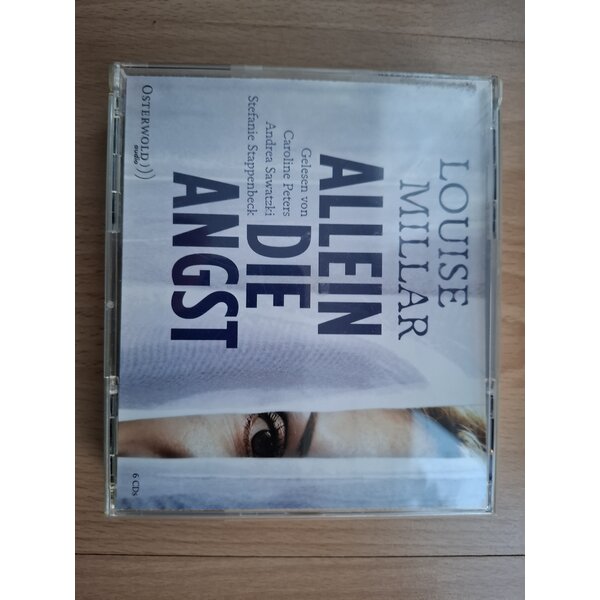 LOUISE
MILLAR
ALLEIN
DIE
ANGST
Gelesen von
Caroline Peters
Andrea Sawatzki
Stefanie Stappenbeck
OSTERWOLD)))
audio
6 CDs